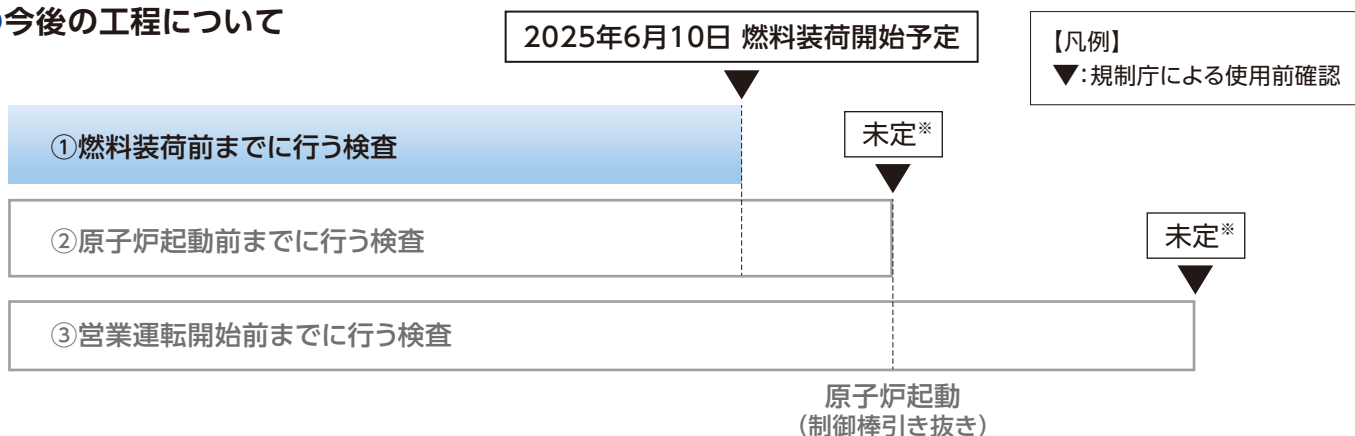 今後の工程について
2025年6月10日 燃料装荷開始予定
【凡例】
▼:規制庁による使用前確認
①燃料装荷前までに行う検査
未定※
②原子炉起動前までに行う検査
未定※
③営業運転開始前までに行う検査
原子炉起動
(制御棒引き抜き)